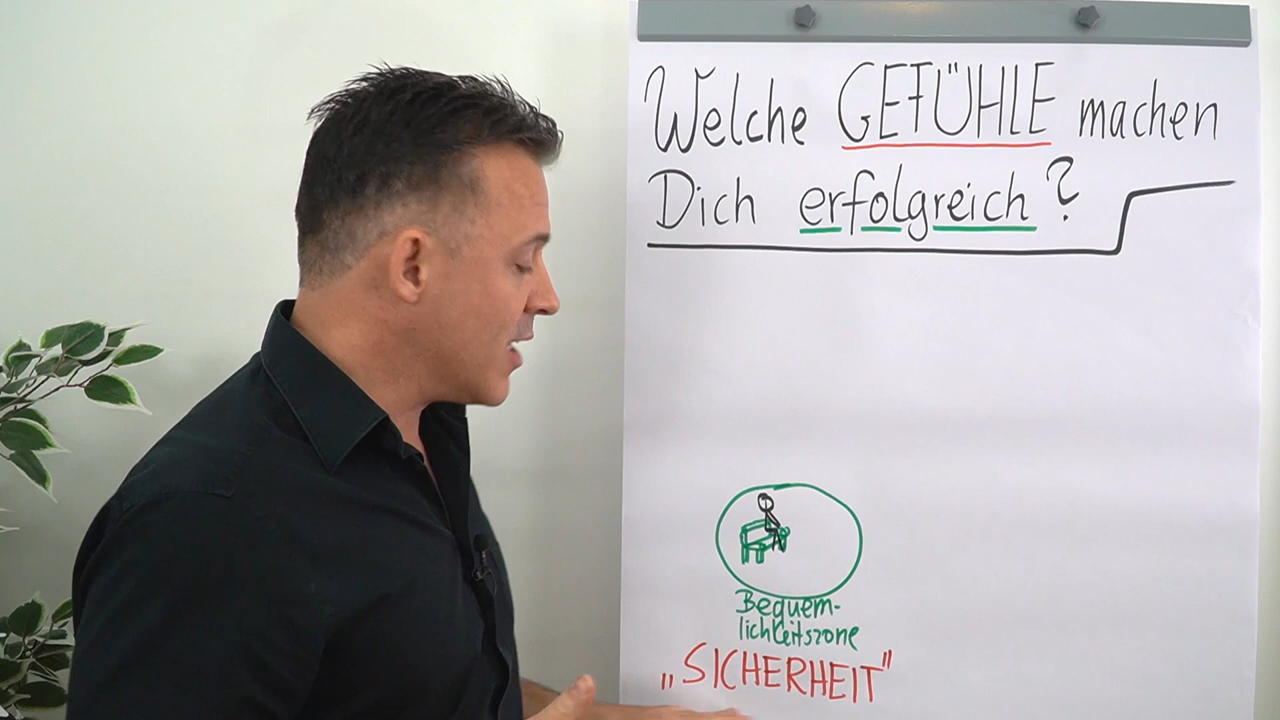 Welche GEFÜHLE machen
Dich erfolgreich?
Bequem-
lichkeitszone
„SICHERHEIT"